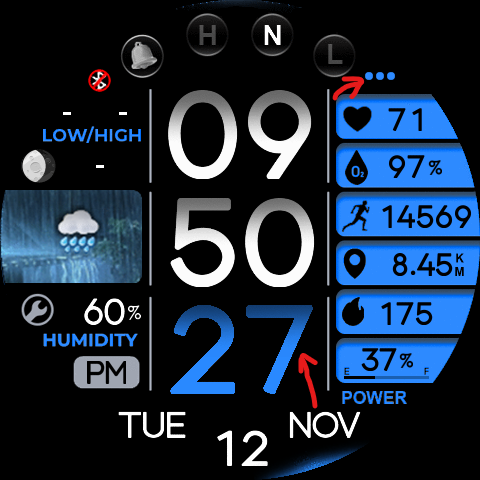 H N L
- -
LOW/HIGH
-
60%
HUMIDITY
PM
09
50
27
71
O2 97%
14569
8.45 KM
175
37%
E F
POWER
TUE 12 NOV